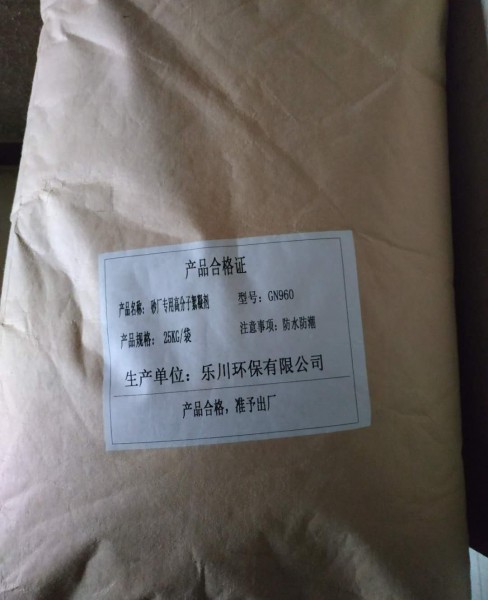 产品合格证
产品名称: 砂厂专用高分子絮凝剂 型号: GN960
产品规格: 25KG/袋 注意事项: 防水防潮
生产单位: 乐川环保有限公司
产品合格, 准予出厂